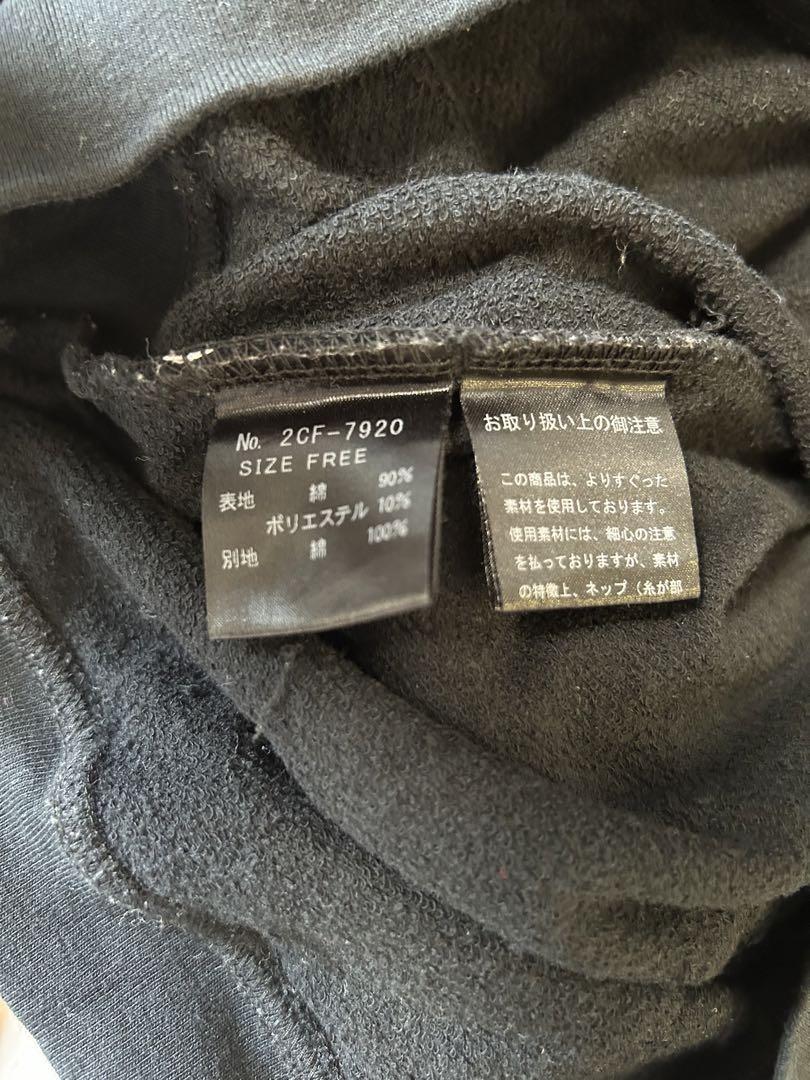 No. 2CF-7920
SIZE FREE
表地 綿 90%
ポリエステル 10%
別地 綿 100%
お取り扱い上の御注意
この商品は、よりすぐった
素材を使用しております。
使用素材には、細心の注意
を払っておりますが、素材
の特徴上、ネップ（糸が部